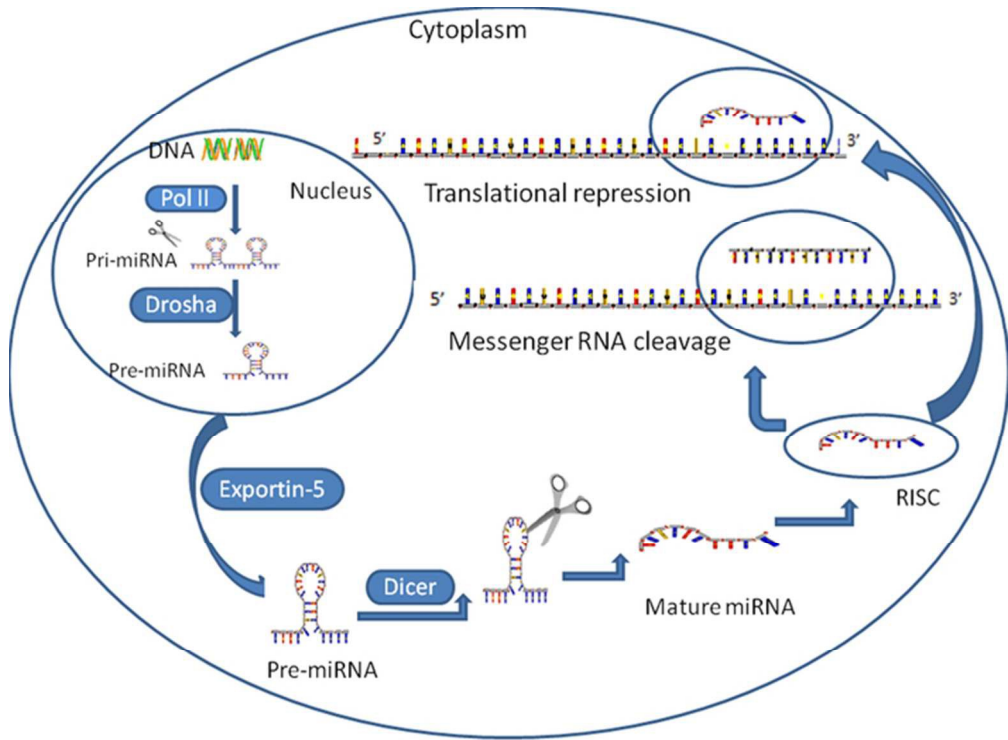 Cytoplasm
DNA
Nucleus
Pol II
Pri-miRNA
Drosha
Pre-miRNA
5’
3’
Translational repression
5’
3’
Messenger RNA cleavage
Exportin-5
RISC
Dicer
Mature miRNA
Pre-miRNA